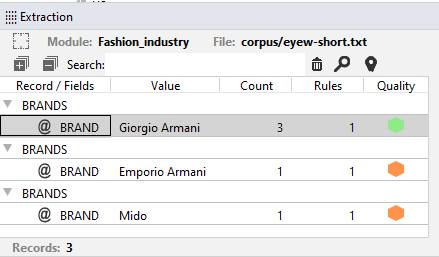 Extraction
Module: Fashion_industry File: corpus/eyew-short.txt
Search:
Record / Fields Value Count Rules Quality
BRANDS
@ BRAND Giorgio Armani 3 1
BRANDS
@ BRAND Emporio Armani 1 1
BRANDS
@ BRAND Mido 1 1
Records: 3